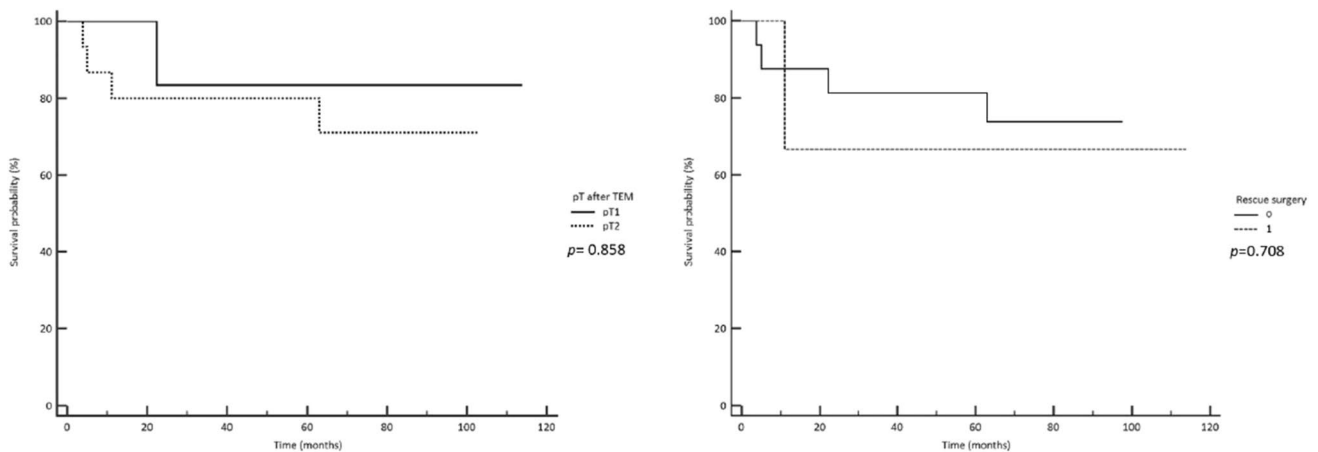 100
80
60
40
20
0
Survival probability (%)
0 20 40 60 80 100 120
Time (months)
pT after TEM
pT1
pT2
p= 0.858
100
80
60
40
20
0
Survival probability (%)
0 20 40 60 80 100 120
Time (months)
Rescue surgery
0
1
p=0.708